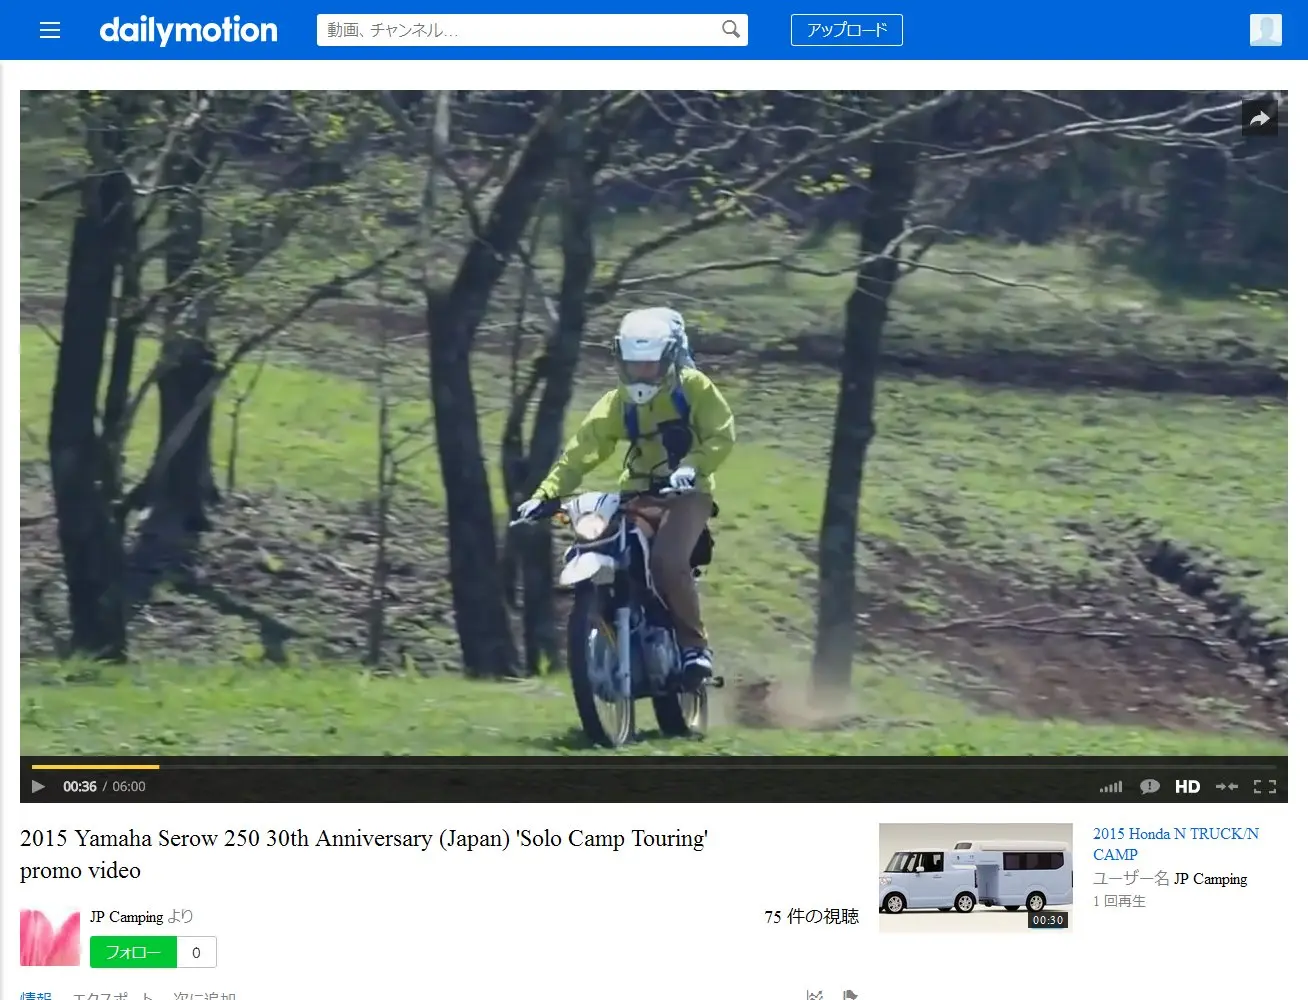 dailymotion
動画、チャンネル...
アップロード
00:36 / 06:00
HD
2015 Yamaha Serow 250 30th Anniversary (Japan) 'Solo Camp Touring'
promo video
JP Camping より
75 件の視聴
フォロー 0
情報 エクスポート 次に追加
00:30
2015 Honda N TRUCK/N
CAMP
ユーザー名 JP Camping
1 回再生